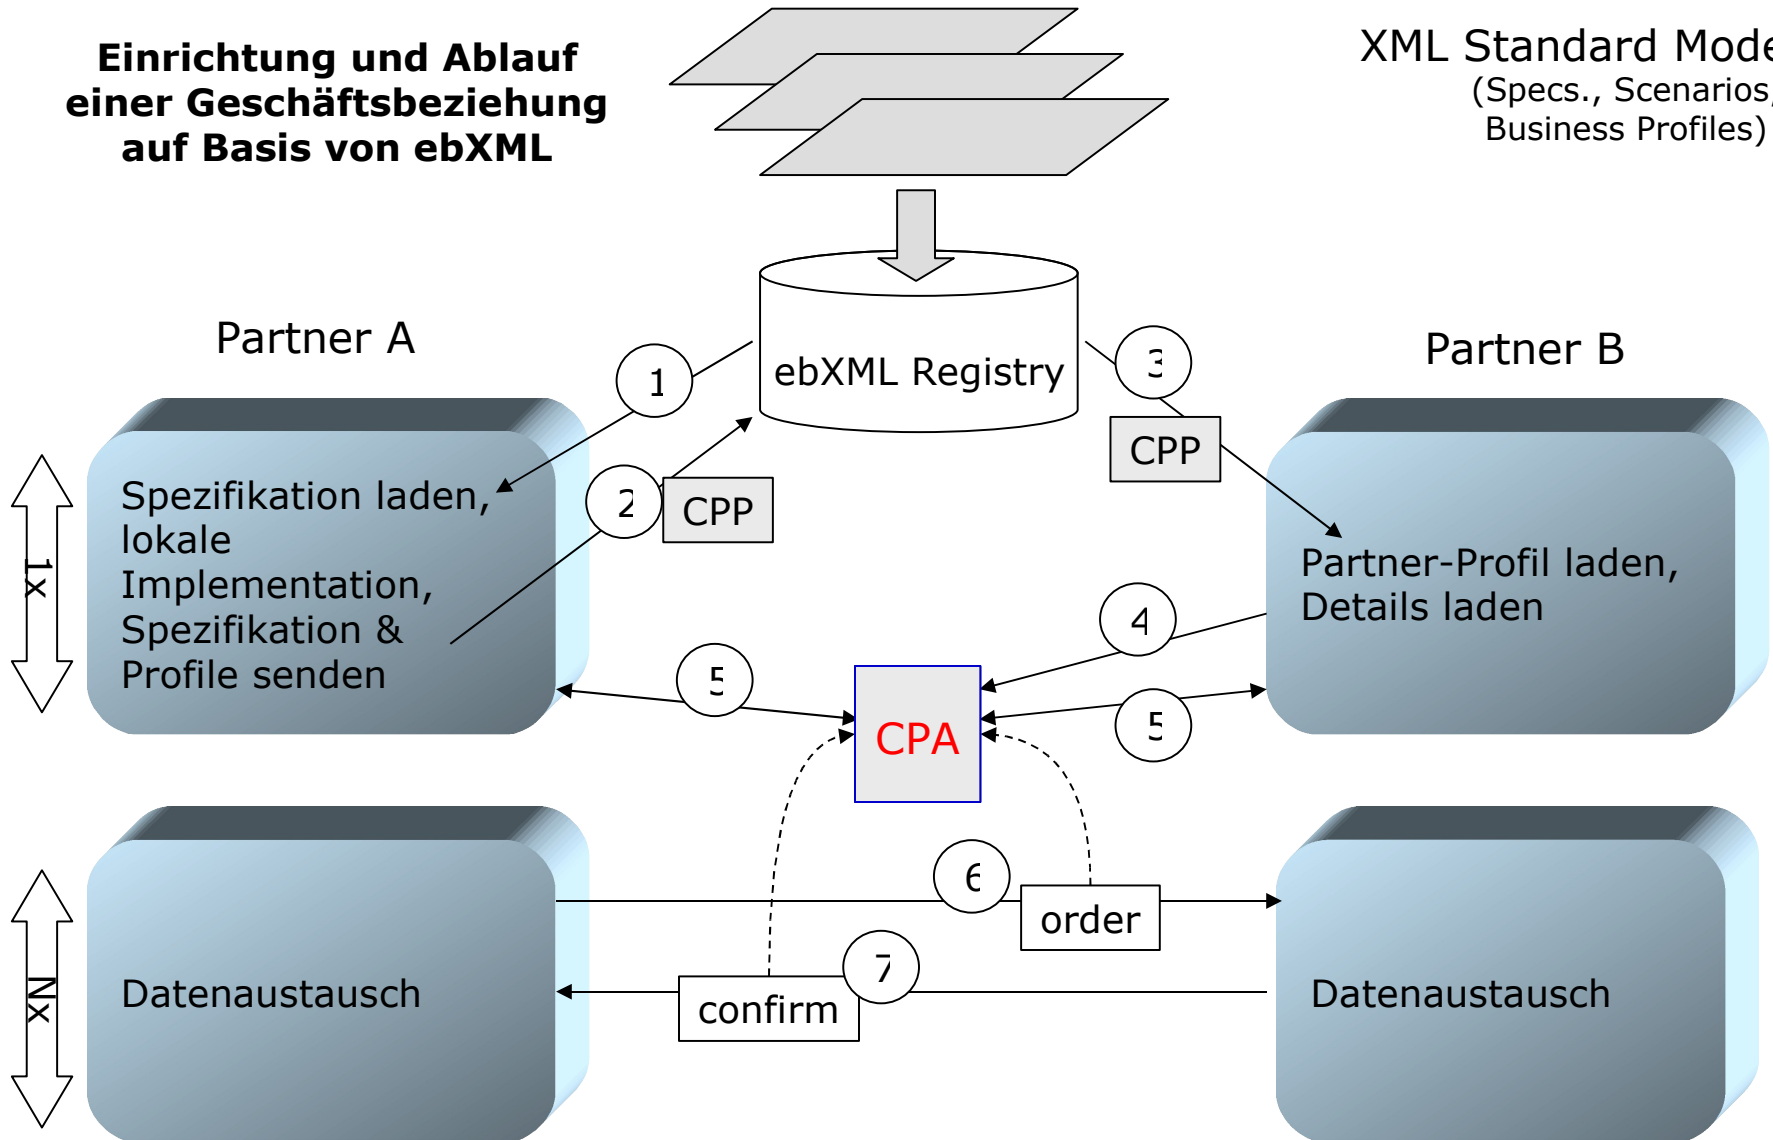 Einrichtung und Ablauf
einer Geschäftsbeziehung
auf Basis von ebXML
XML Standard Mode
(Specs., Scenarios,
Business Profiles)
Partner A
ebXML Registry
Partner B
1
3
CPP
2
CPP
1x
Spezifikation laden,
lokale
Implementation,
Spezifikation &
Profile senden
Partner-Profil laden,
Details laden
4
5
5
CPA
6
order
7
confirm
Nx
Datenaustausch
Datenaustausch